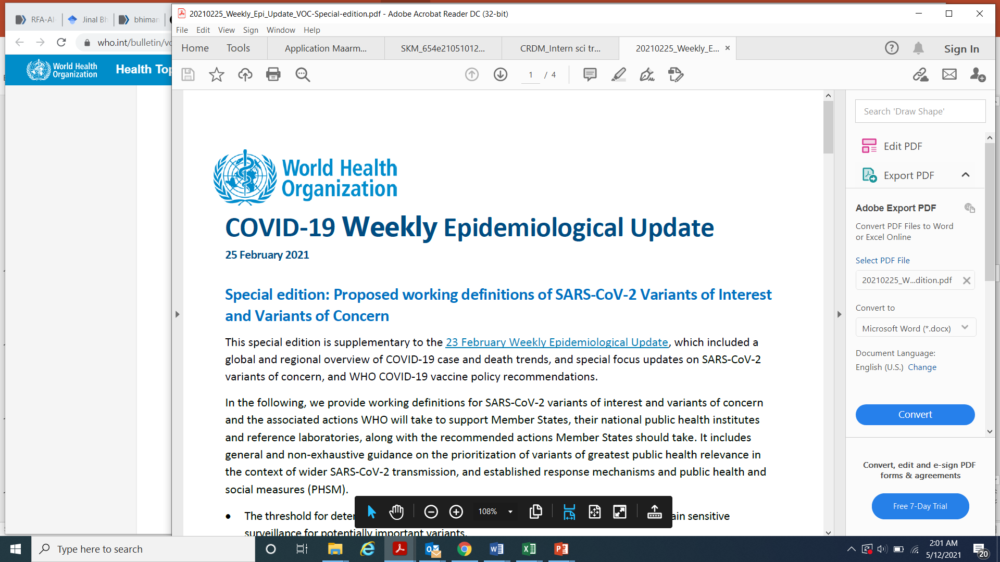 20210225_Weekly_Epi_Update_VOC-Special-edition.pdf - Adobe Acrobat Reader DC (32-bit)
RFA-AI-
Jinal Bh
bhiman
File Edit View Sign Window Help
who.int/bulletin/vo
Home Tools Application Maarm... SKM_654e21051012... CRDM_Intern sci tr... 20210225_Weekly_E... Sign In
World Health
Organization
Health Top
1 / 4
Search 'Draw Shape'
Edit PDF
Export PDF
Adobe Export PDF
Convert PDF Files to Word
or Excel Online
Select PDF File
20210225_W...dition.pdf
Convert to
Microsoft Word (*.docx)
Document Language:
English (U.S.) Change
Convert
Convert, edit and e-sign PDF
forms & agreements
Free 7-Day Trial
World Health
Organization
COVID-19 Weekly Epidemiological Update
25 February 2021
Special edition: Proposed working definitions of SARS-CoV-2 Variants of Interest
and Variants of Concern
This special edition is supplementary to the 23 February Weekly Epidemiological Update, which included a
global and regional overview of COVID-19 case and death trends, and special focus updates on SARS-CoV-2
variants of concern, and WHO COVID-19 vaccine policy recommendations.
In the following, we provide working definitions for SARS-CoV-2 variants of interest and variants of concern
and the associated actions WHO will take to support Member States, their national public health institutes
and reference laboratories, along with the recommended actions Member States should take. It includes
general and non-exhaustive guidance on the prioritization of variants of greatest public health relevance in
the context of wider SARS-CoV-2 transmission, and established response mechanisms and public health and
social measures (PHSM).
• The threshold for deter ain sensitive
surveillance for potentially important variants.
108%
Type here to search
2:01 AM
5/12/2021
20